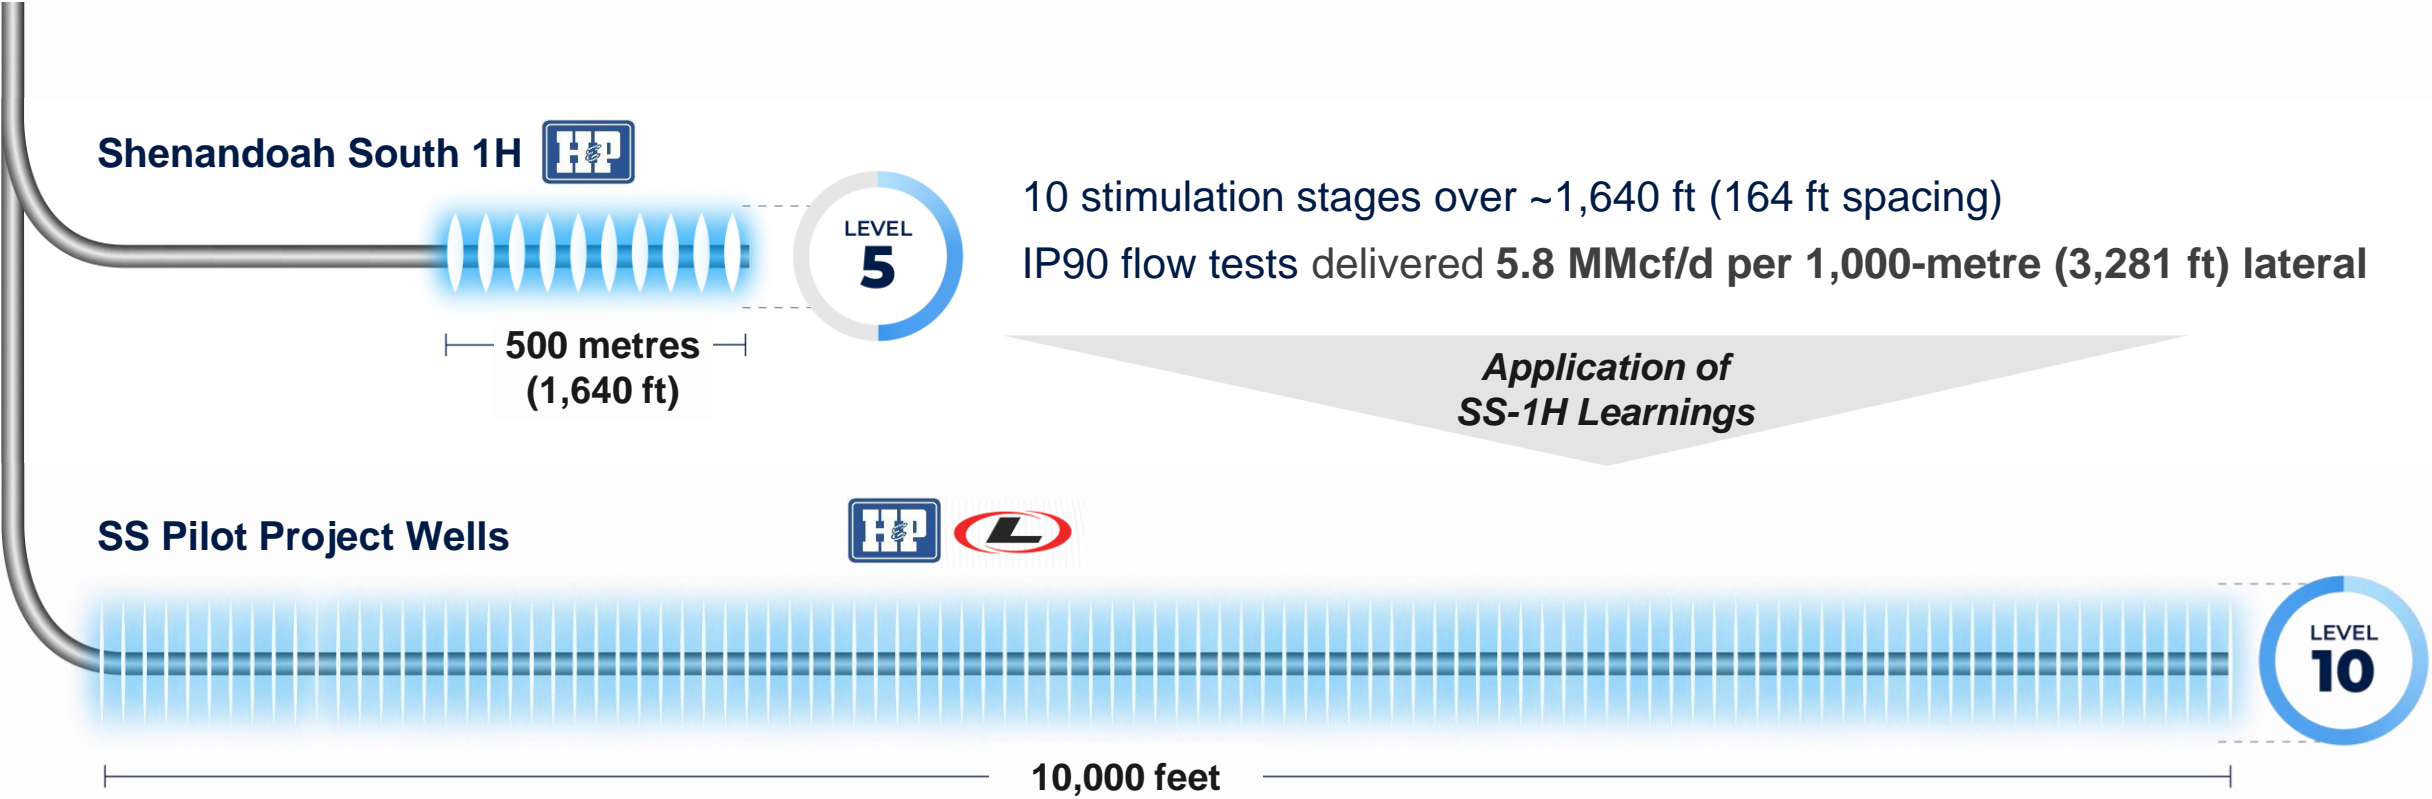 Shenandoah South 1H
H&P
LEVEL
5
10 stimulation stages over ~1,640 ft (164 ft spacing)
IP90 flow tests delivered 5.8 MMcf/d per 1,000-metre (3,281 ft) lateral
500 metres
(1,640 ft)
Application of
SS-1H Learnings
SS Pilot Project Wells
H&P
L
LEVEL
10
10,000 feet